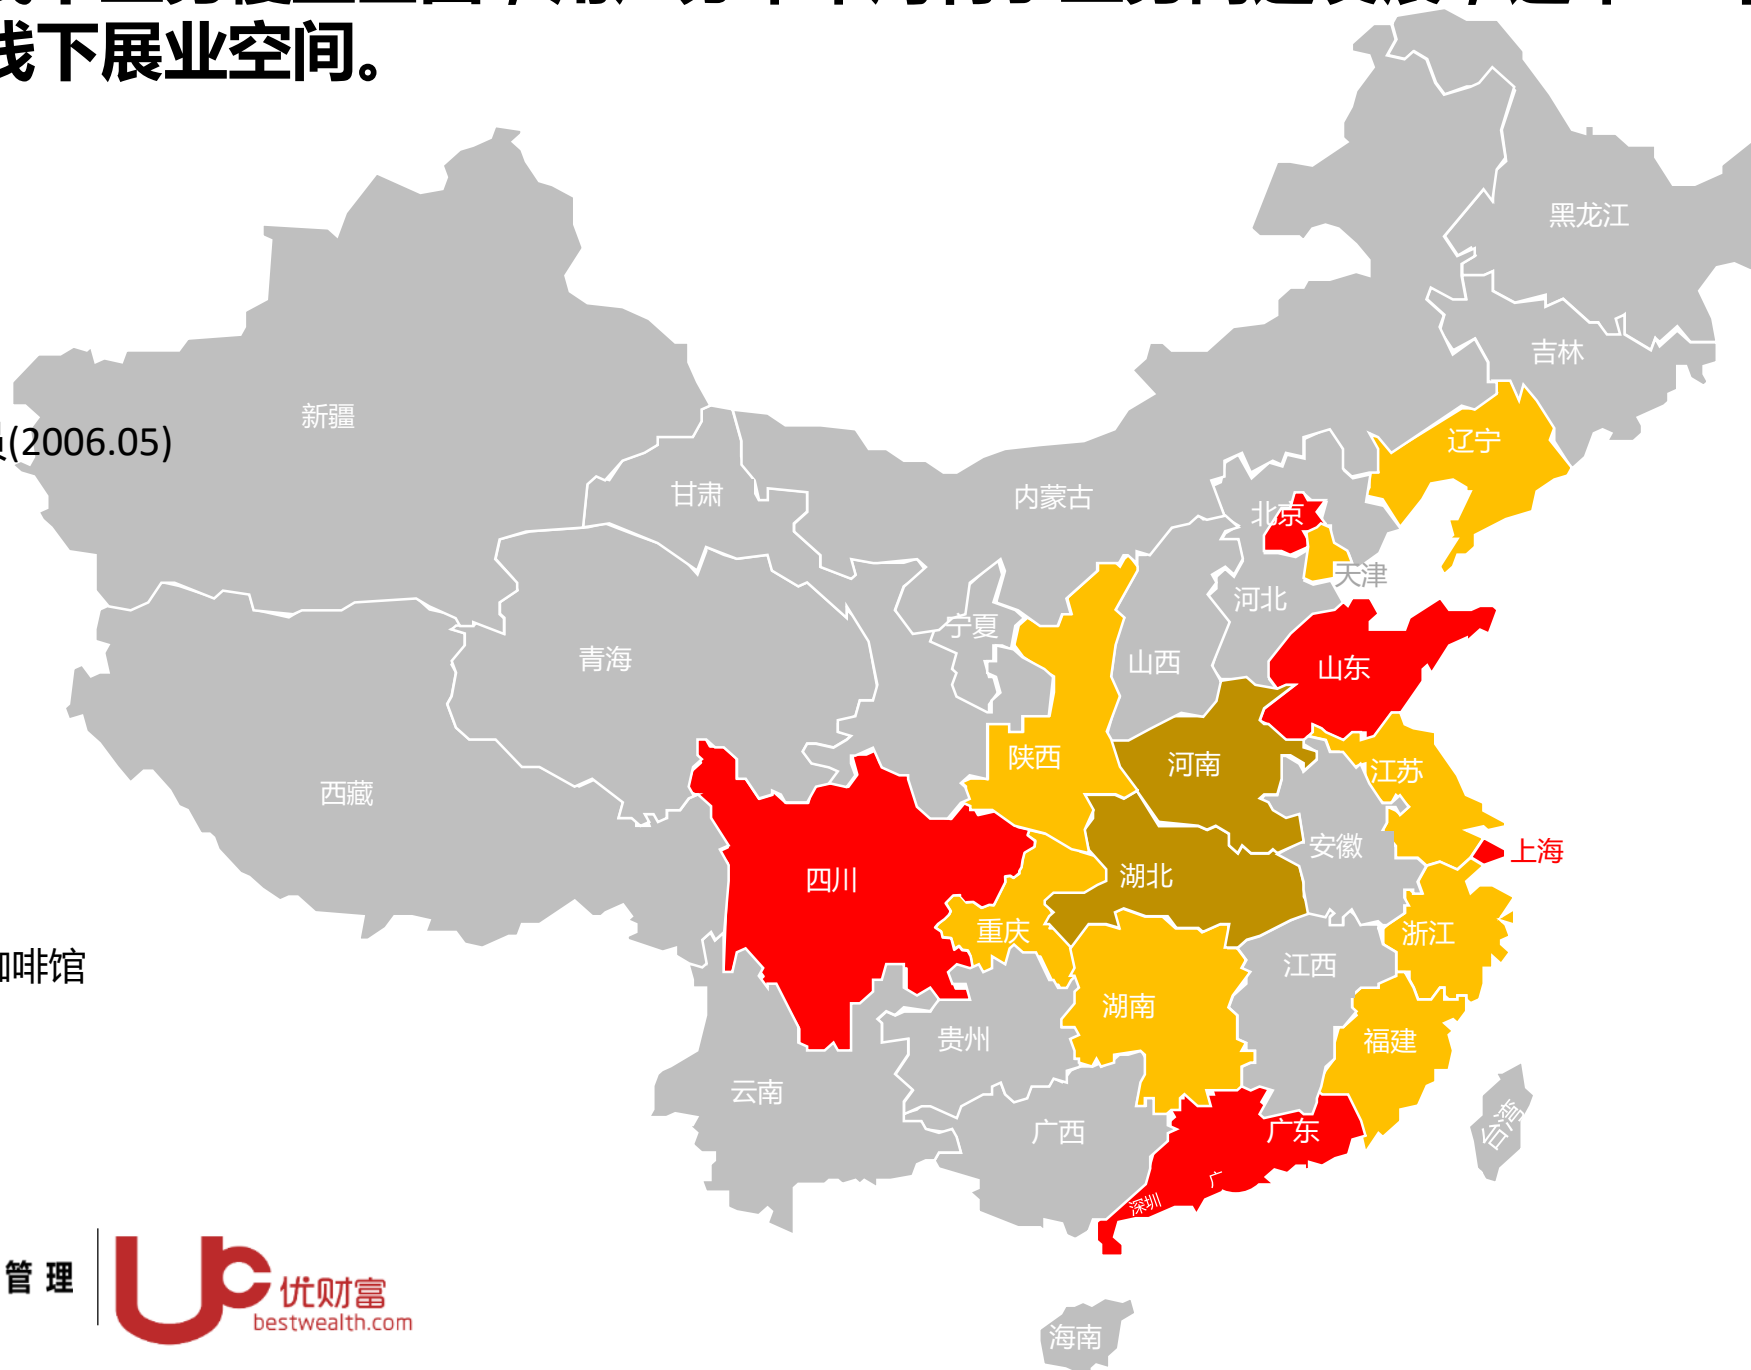 线下展业空间。
黑龙江
吉林
新疆
辽宁
(2006.05)
甘肃
内蒙古
北京
天津
河北
宁夏
青海
山西
山东
陕西
河南
江苏
西藏
安徽
上海
四川
湖北
重庆
浙江
咖啡馆
江西
湖南
贵州
福建
云南
广西
广东
台湾
广
深圳
管理
UC 优财富
bestwealth.com
海南